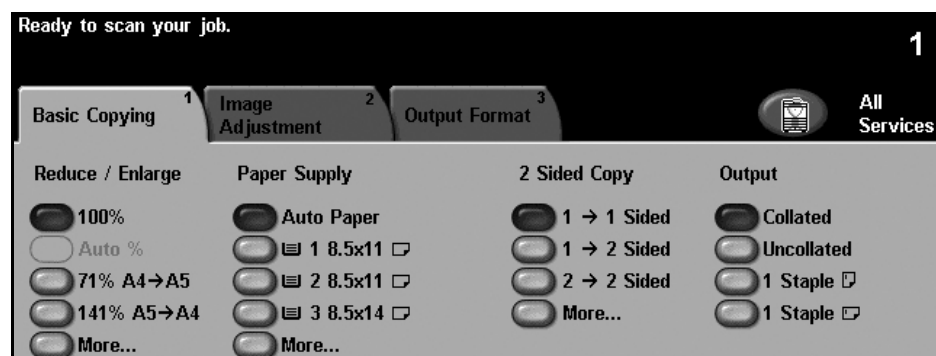 Ready to scan your job.
1
Basic Copying 1
Image Adjustment 2
Output Format 3
All Services
Reduce / Enlarge
100%
Auto %
71% A4→A5
141% A5→A4
More...
Paper Supply
Auto Paper
1 8.5x11
2 8.5x11
3 8.5x14
More...
2 Sided Copy
1 → 1 Sided
1 → 2 Sided
2 → 2 Sided
More...
Output
Collated
Uncollated
1 Staple
1 Staple